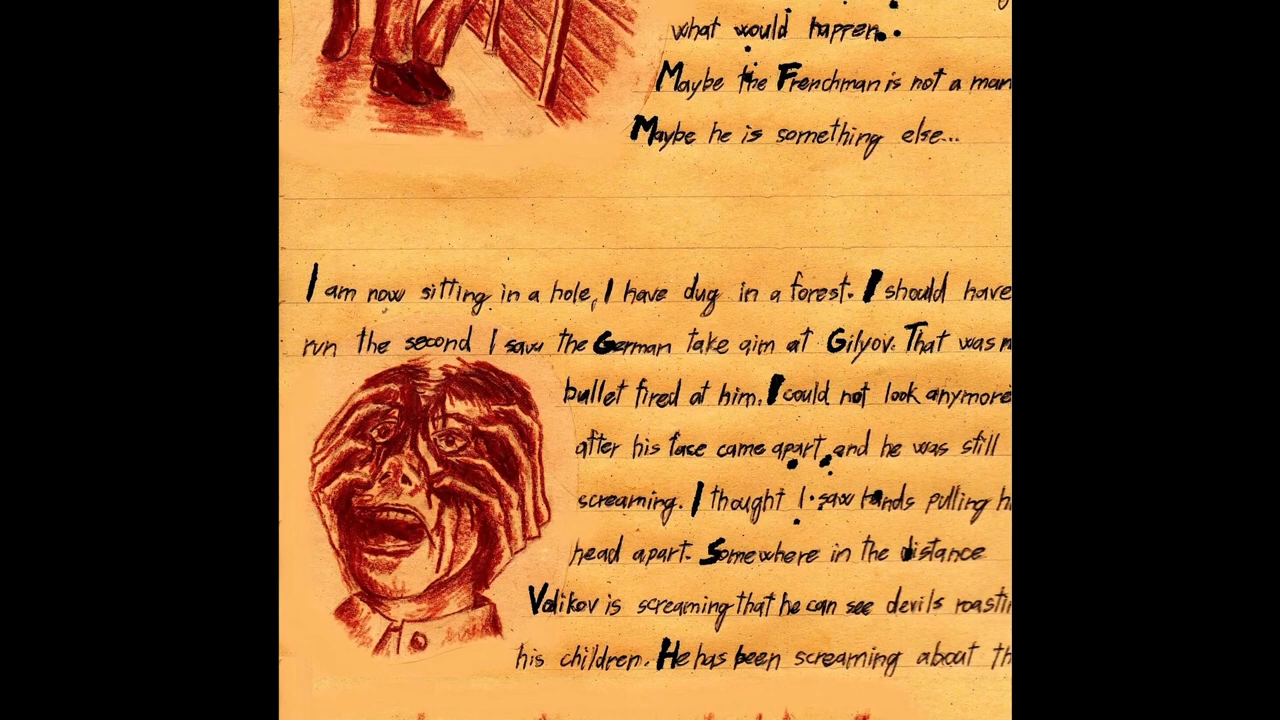 what would happen..
Maybe the Frenchman is not a man
Maybe he is something else...
I am now sitting in a hole, I have dug in a forest. I should have
run the second I saw the German take aim at Gilyov. That was
bullet fired at him. I could not look anymore
after his face came apart and he was still
screaming. I thought I saw hands pulling
head apart. Somewhere in the distance
Volikov is screaming that he can see devils
his children. He has been screaming about